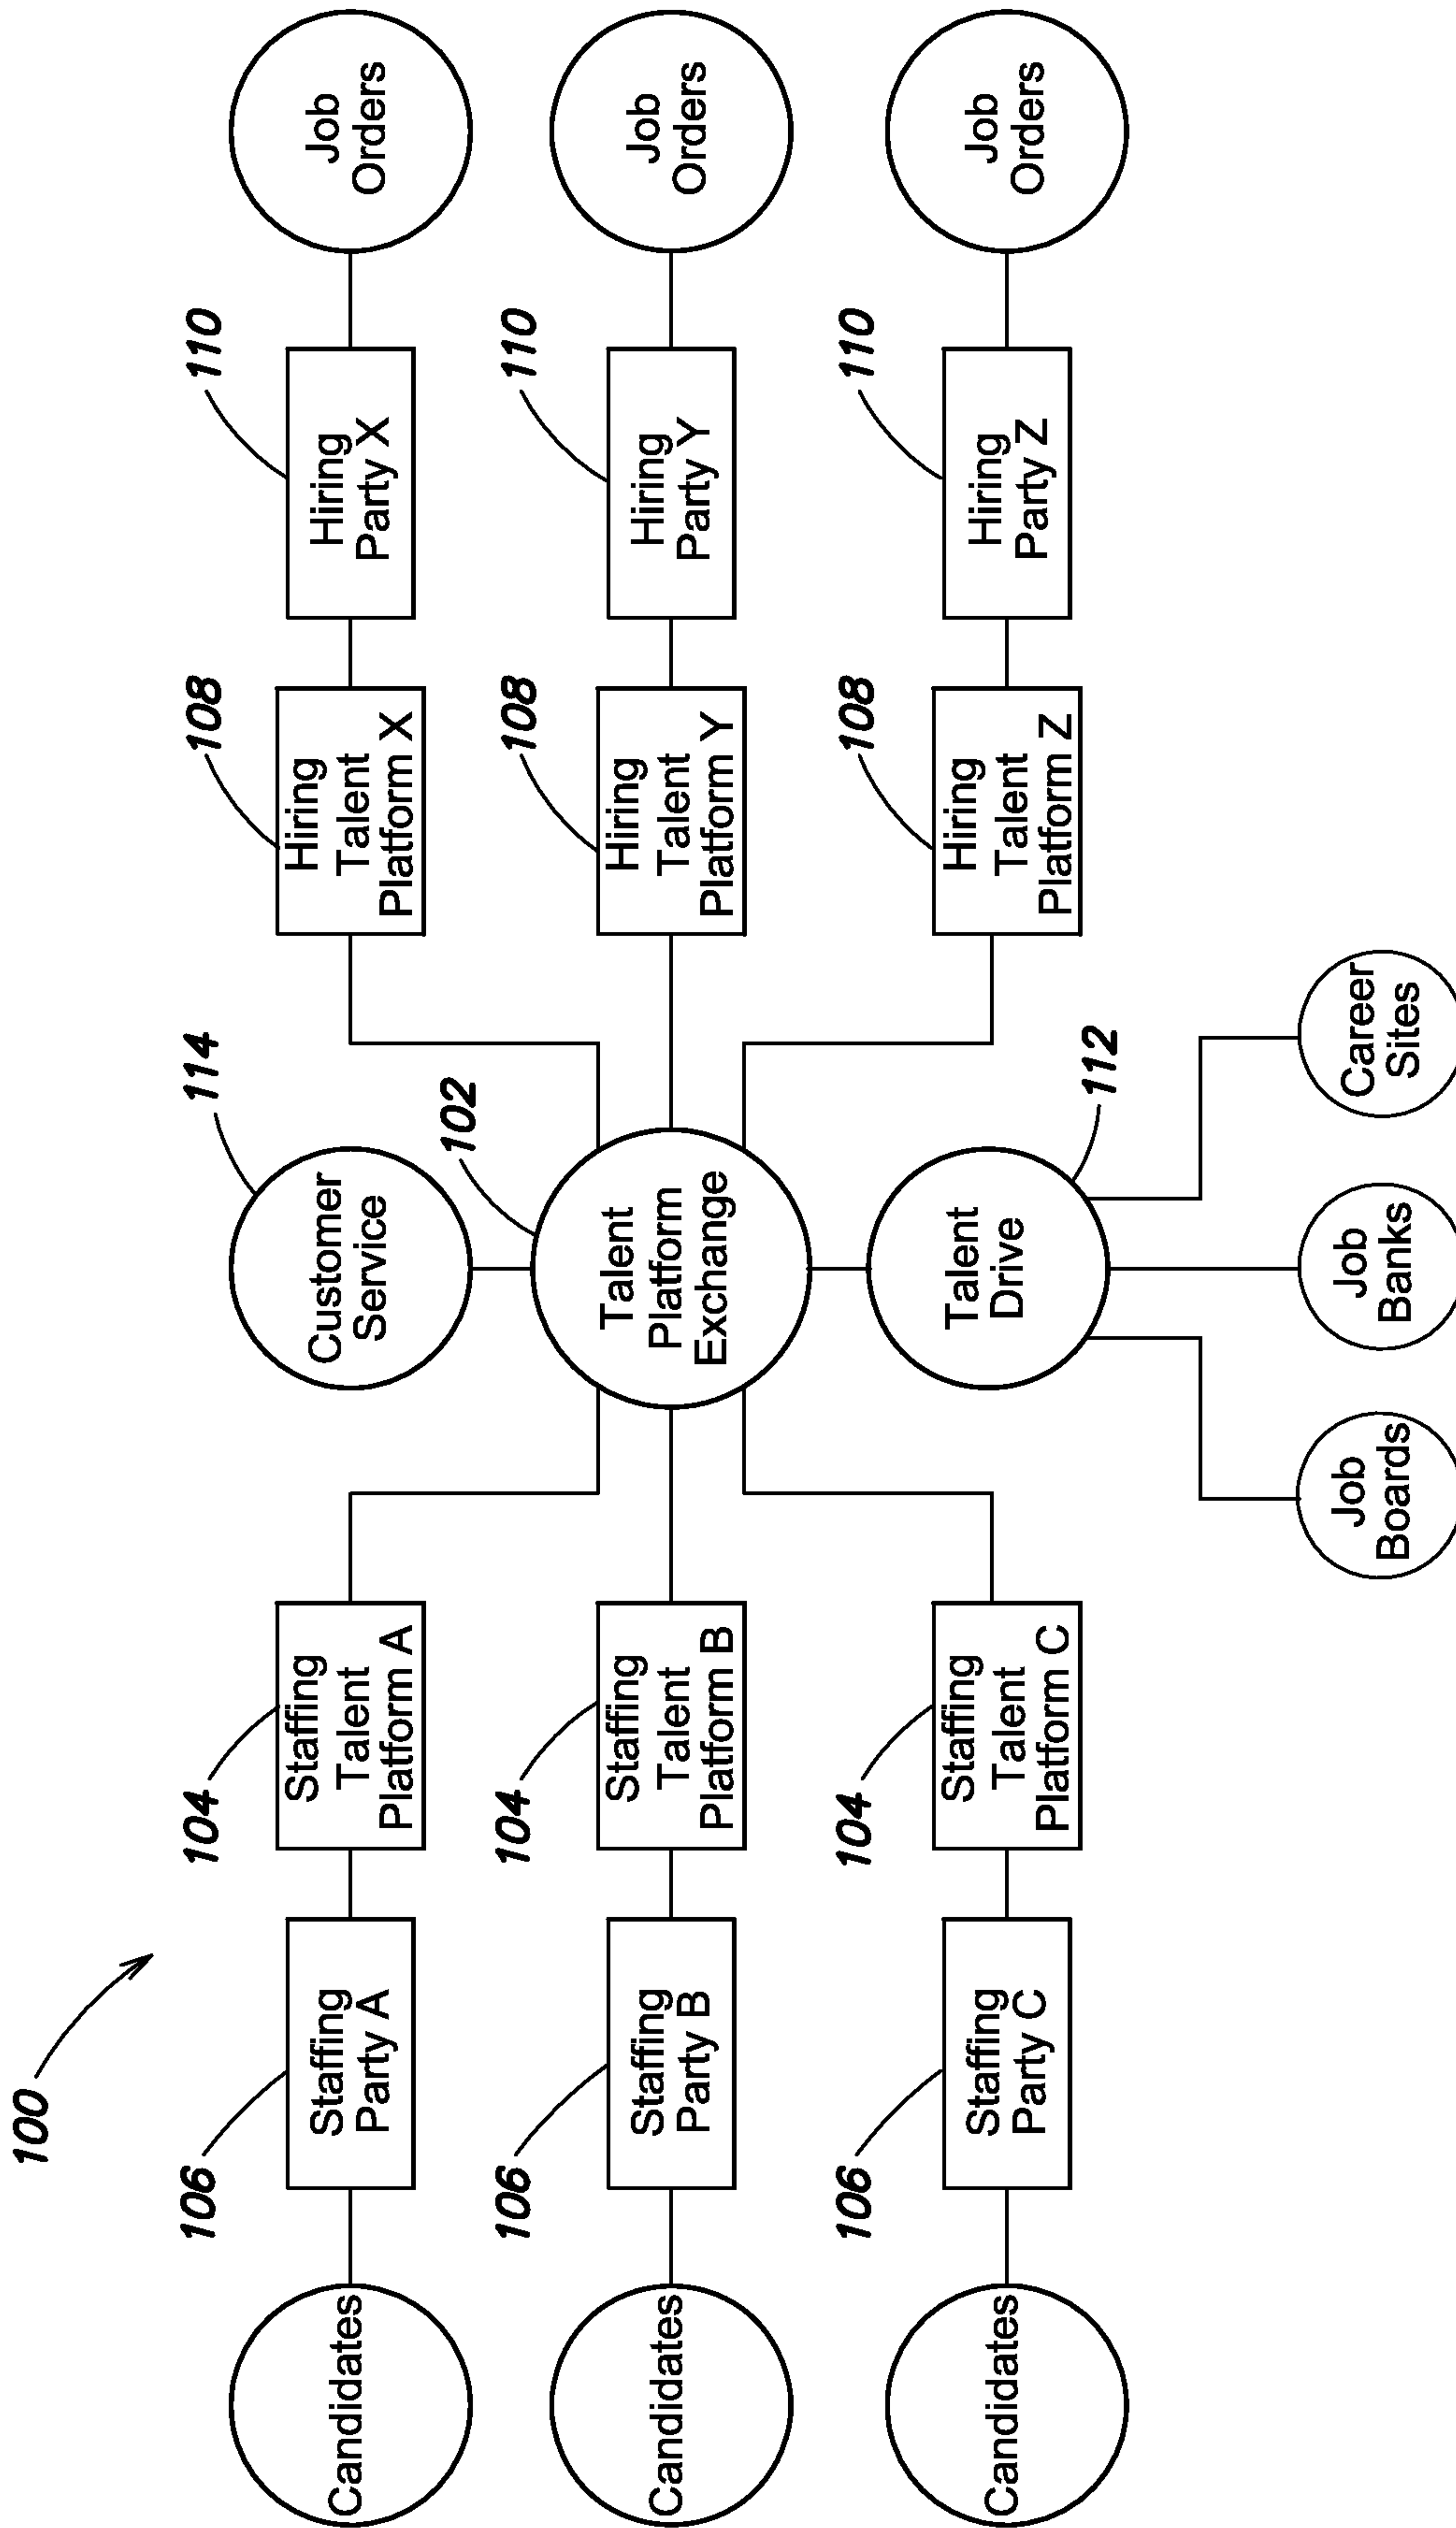 100
106
104
114
108
110
Candidates
Staffing
Party A
Staffing
Talent
Platform A
Customer
Service
Hiring
Talent
Platform X
Hiring
Party X
Job
Orders
106
104
102
108
110
Candidates
Staffing
Party B
Staffing
Talent
Platform B
Talent
Platform
Exchange
Hiring
Talent
Platform Y
Hiring
Party Y
Job
Orders
106
104
108
110
Candidates
Staffing
Party C
Staffing
Talent
Platform C
Talent
Drive
112
Hiring
Talent
Platform Z
Hiring
Party Z
Job
Orders
Job
Boards
Job
Banks
Career
Sites